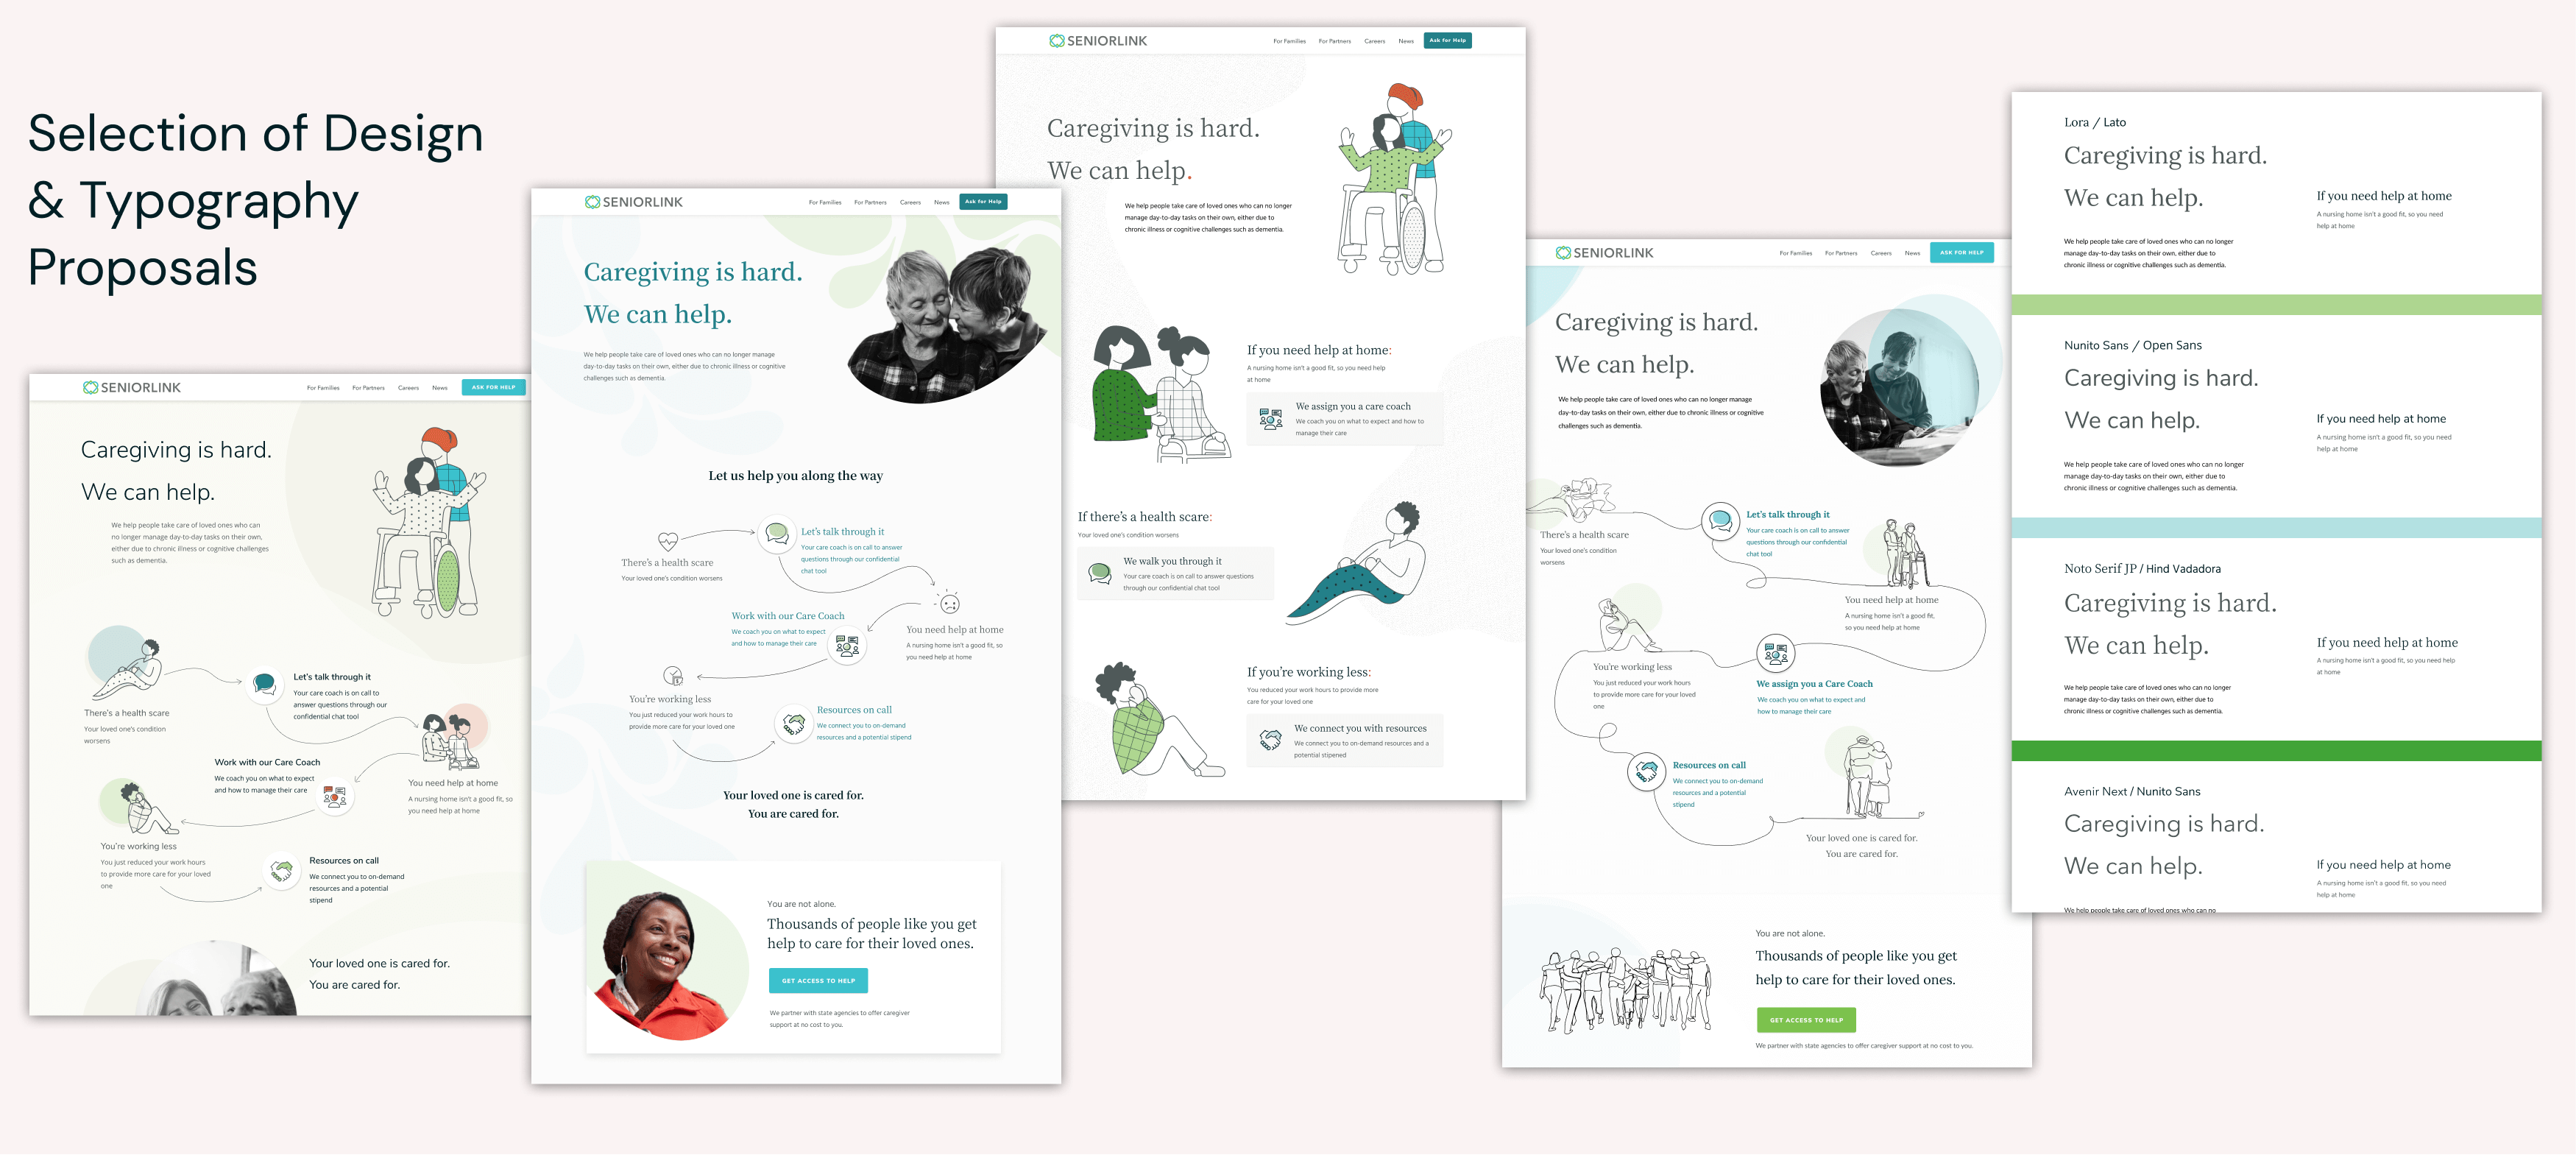 Selection of Design
& Typography
Proposals
SENIORLINK
For Families For Partners Careers News ASK FOR HELP
Caregiving is hard.
We can help.
We help people take care of loved ones who can
no longer manage day-to-day tasks on their own,
either due to chronic illness or cognitive challenges
such as dementia.
Let's talk through it
Your care coach is on call to
answer questions through our
confidential chat tool
There's a health scare
Your loved one's condition
worsens
Work with our Care Coach
We coach you on what to expect
and how to manage their care
You need help at home
A nursing home isn't a good fit, so
you need help at home
You're working less
You just reduced your work hours
to provide more care for your loved
one
Resources on call
We connect you to on-demand
resources and a potential
stipend
Your loved one is cared for.
You are cared for.
SENIORLINK
For Families For Partners Careers News Ask for Help
Caregiving is hard.
We can help.
We help people take care of loved ones who can no longer manage
day-to-day tasks on their own, either due to chronic illness or cognitive
challenges such as dementia.
Let us help you along the way
Let's talk through it
Your care coach is on call to answer
questions through our confidential
chat tool
There's a health scare
Your loved one's condition worsens
Work with our Care Coach
We coach you on what to expect
and how to manage their care
You need help at home
A nursing home isn't a good fit, so
you need help at home
You're working less
You just reduced your work hours to
provide more care for your loved one
Resources on call
We connect you to on-demand
resources and a potential stipend
Your loved one is cared for.
You are cared for.
You are not alone.
Thousands of people like you get
help to care for their loved ones.
GET ACCESS TO HELP
We partner with state agencies to offer caregiver
support at no cost to you.
SENIORLINK
For Families For Partners Careers News Ask for Help
Caregiving is hard.
We can help.
We help people take care of loved ones who can no longer
manage day-to-day tasks on their own, either due to
chronic illness or cognitive challenges such as dementia.
If you need help at home:
A nursing home isn't a good fit, so you need help
at home
We assign you a care coach
We coach you on what to expect and how to
manage their care
If there's a health scare:
Your loved one's condition worsens
We walk you through it
Your care coach is on call to answer questions
through our confidential chat tool
If you're working less:
You reduced your work hours to provide more
care for your loved one
We connect you with resources
We connect you to on-demand resources and a
potential stipened
SENIORLINK
For Families For Partners Careers News ASK FOR HELP
Caregiving is hard.
We can help.
We help people take care of loved ones who can no longer manage
day-to-day tasks on their own, either due to chronic illness or cognitive
challenges such as dementia.
Let's talk through it
Your care coach is on call to answer
questions through our confidential
chat tool
There's a health scare
Your loved one's condition
worsens
You need help at home
A nursing home isn't a good fit,
so you need help at home
You're working less
You just reduced your work hours
to provide more care for your loved
one
We assign you a Care Coach
We coach you on what to expect and
how to manage their care
Resources on call
We connect you to on-demand
resources and a potential
stipend
Your loved one is cared for.
You are cared for.
You are not alone.
Thousands of people like you get
help to care for their loved ones.
GET ACCESS TO HELP
We partner with state agencies to offer caregiver support at no cost to you.
Lora / Lato
Caregiving is hard.
We can help.
If you need help at home
A nursing home isn't a good fit, so you need
help at home
We help people take care of loved ones who can no longer
manage day-to-day tasks on their own, either due to
chronic illness or cognitive challenges such as dementia.
Nunito Sans / Open Sans
Caregiving is hard.
We can help.
If you need help at home
A nursing home isn't a good fit, so you need
help at home
We help people take care of loved ones who can no longer
manage day-to-day tasks on their own, either due to
chronic illness or cognitive challenges such as dementia.
Noto Serif JP / Hind Vadadora
Caregiving is hard.
We can help.
If you need help at home
A nursing home isn't a good fit, so you need help
at home
We help people take care of loved ones who can no longer
manage day-to-day tasks on their own, either due to
chronic illness or cognitive challenges such as dementia.
Avenir Next / Nunito Sans
Caregiving is hard.
We can help.
If you need help at home
A nursing home isn't a good fit, so you need
help at home
We help people take care of loved ones who can no